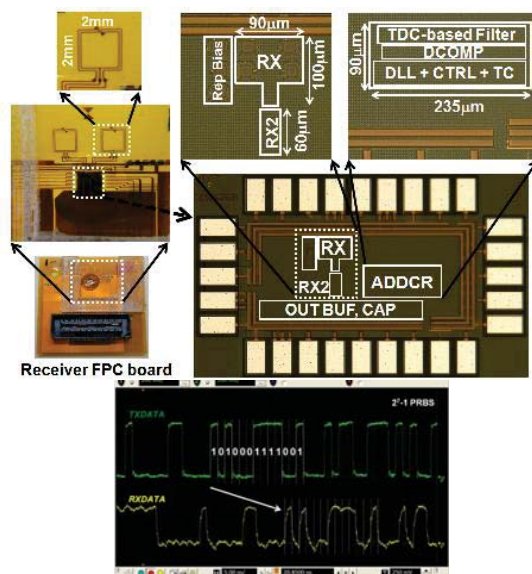 2mm
2mm
Receiver FPC board
90μm
Rep Bias
RX
100μm
RX2
60μm
90μm
TDC-based Filter
DCOMP
DLL + CTRL + TC
235μm
RX
RX2
ADDCR
OUT BUF, CAP
TXDATA
2⁷-1 PRBS
1010001111001
RXDATA